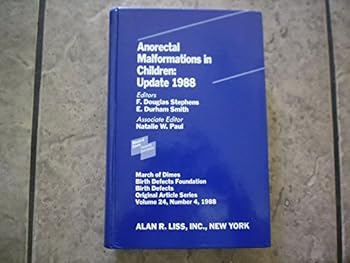 Anorectal
Malformations in
Children:
Update 1988
Editors
F. Douglas Stephens
E. Durham Smith
Associate Editor
Natalie W. Paul
March of Dimes
Birth Defects Foundation
Birth Defects
Original Article Series
Volume 24, Number 4, 1988
ALAN R. LISS, INC., NEW YORK